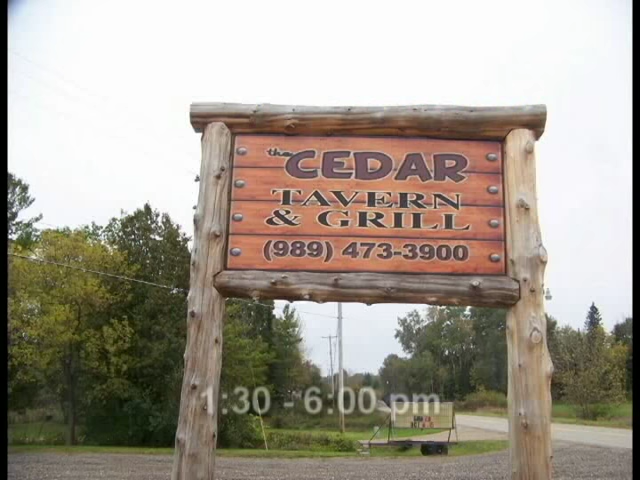 the CEDAR
TAVERN
& GRILL
(989) 473-3900
1:30 - 6:00 pm